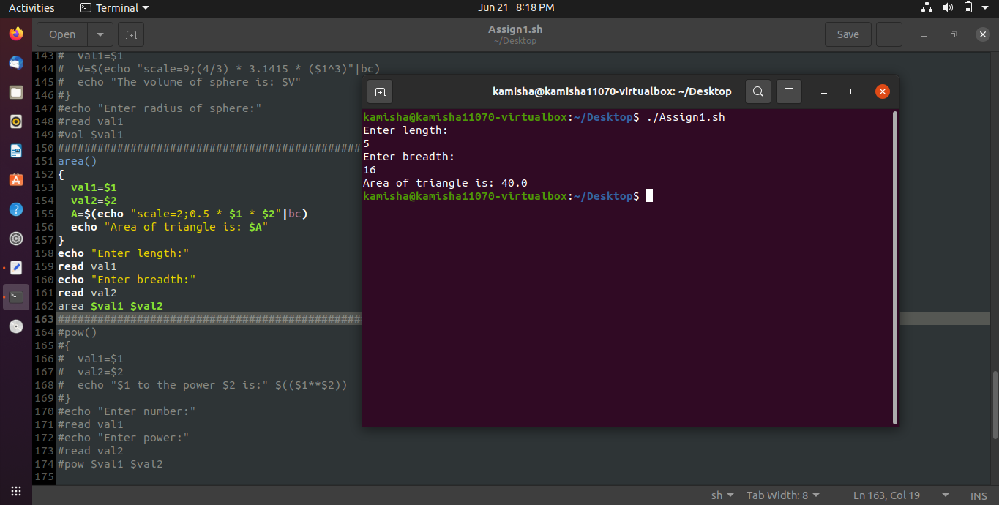 Activities
Terminal
Jun 21 8:18 PM
Open
Assign1.sh
~/Desktop
Save
143 #  val1=$1
144 #  V=$(echo "scale=9;(4/3) * 3.1415 * ($1^3)"|bc)
145 #  echo "The volume of sphere is: $V"
146 #}
147 #echo "Enter radius of sphere:"
148 #read val1
149 #vol $val1
150 ##############################################
151 area()
152 {
153   val1=$1
154   val2=$2
155   A=$(echo "scale=2;0.5 * $1 * $2"|bc)
156   echo "Area of triangle is: $A"
157 }
158 echo "Enter length:"
159 read val1
160 echo "Enter breadth:"
161 read val2
162 area $val1 $val2
163 ##############################################
164 #pow()
165 #{
166 #  val1=$1
167 #  val2=$2
168 #  echo "$1 to the power $2 is:" $(($1**$2))
169 #}
170 #echo "Enter number:"
171 #read val1
172 #echo "Enter power:"
173 #read val2
174 #pow $val1 $val2
175
kamisha@kamisha11070-virtualbox: ~/Desktop
kamisha@kamisha11070-virtualbox:~/Desktop$ ./Assign1.sh
Enter length:
5
Enter breadth:
16
Area of triangle is: 40.0
kamisha@kamisha11070-virtualbox:~/Desktop$
sh
Tab Width: 8
Ln 163, Col 19
INS